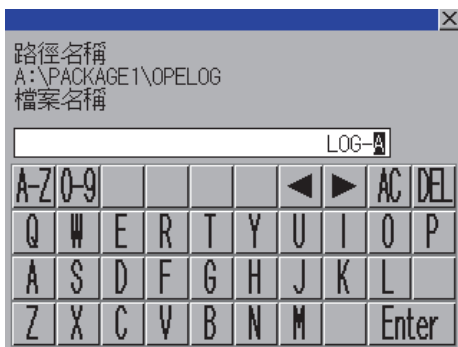 路徑名稱
A:\PACKAGE1\OPELOG
檔案名稱
LOG-A
A-Z 0-9 ◀ ▶ AC DEL
Q W E R T Y U I O P
A S D F G H J K L
Z X C V B N M Enter